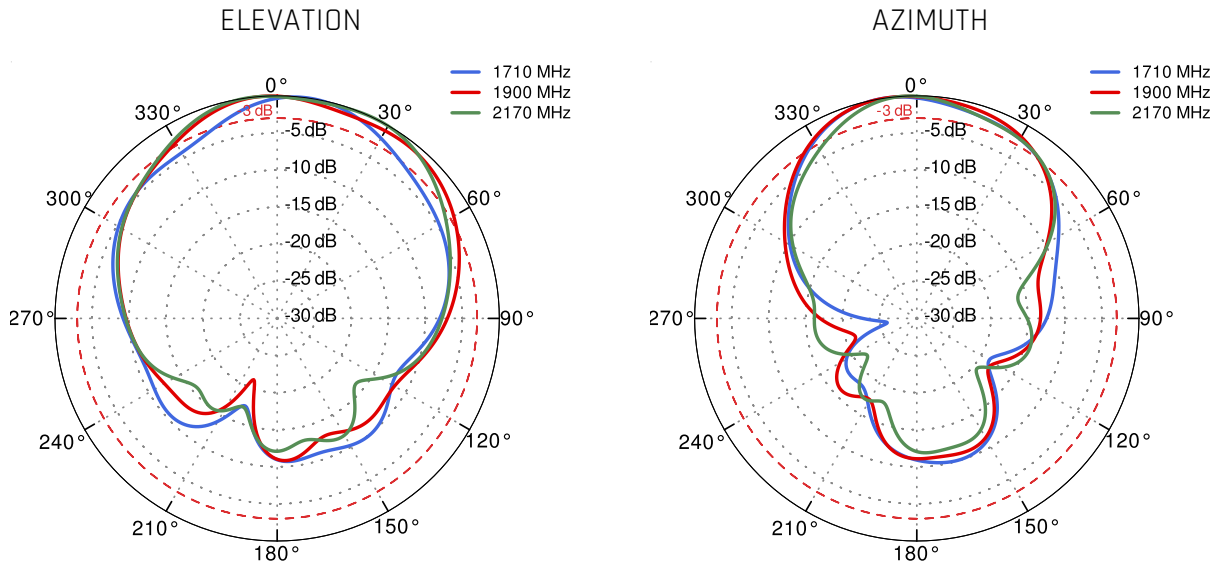 ELEVATION
1710 MHz
1900 MHz
2170 MHz
0°
330°
3 dB
30°
-5 dB
-10 dB
300°
60°
-15 dB
-20 dB
-25 dB
270°
-30 dB
90°
240°
120°
210°
150°
180°
AZIMUTH
1710 MHz
1900 MHz
2170 MHz
0°
330°
-3 dB
30°
-5 dB
-10 dB
300°
60°
-15 dB
-20 dB
-25 dB
270°
-30 dB
90°
240°
120°
210°
150°
180°